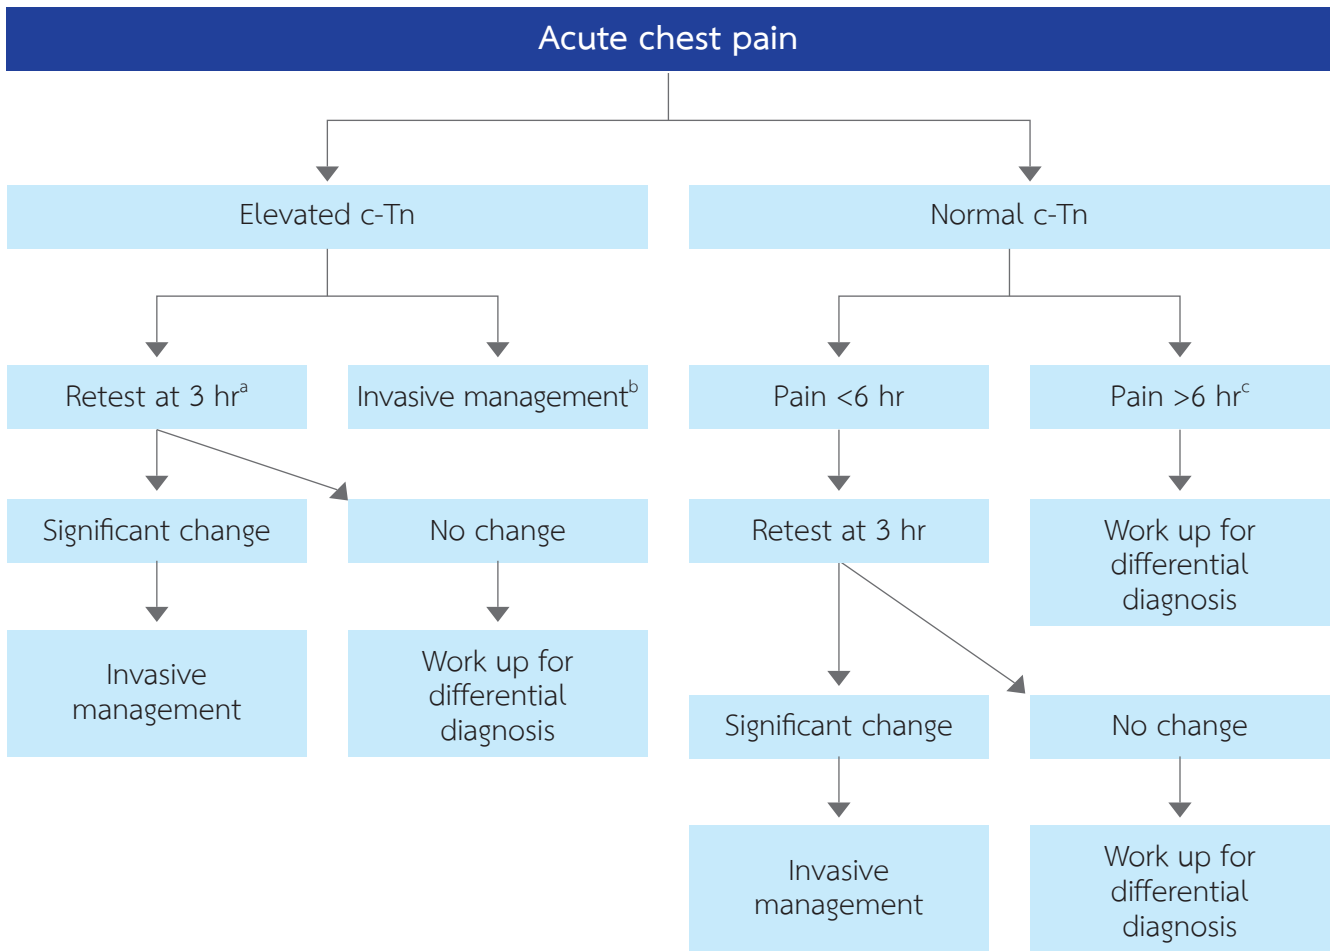 Acute chest pain
Elevated c-Tn
Normal c-Tn
Retest at 3 hrᵃ
Invasive managementᵇ
Pain <6 hr
Pain >6 hrᶜ
Significant change
No change
Retest at 3 hr
Work up for
differential
diagnosis
Invasive
management
Work up for
differential
diagnosis
Significant change
No change
Invasive
management
Work up for
differential
diagnosis